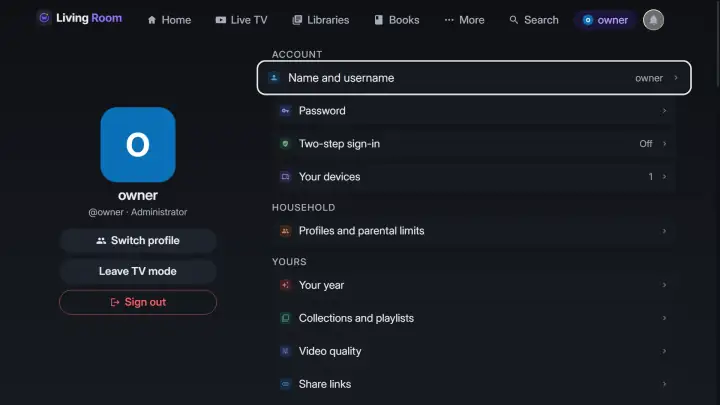 Living Room
Home
Live TV
Libraries
Books
More
Search
O owner
ACCOUNT
Name and username owner
Password
Two-step sign-in Off
Your devices 1
HOUSEHOLD
Profiles and parental limits
YOURS
Your year
Collections and playlists
Video quality
Share links
O
owner
@owner · Administrator
Switch profile
Leave TV mode
Sign out